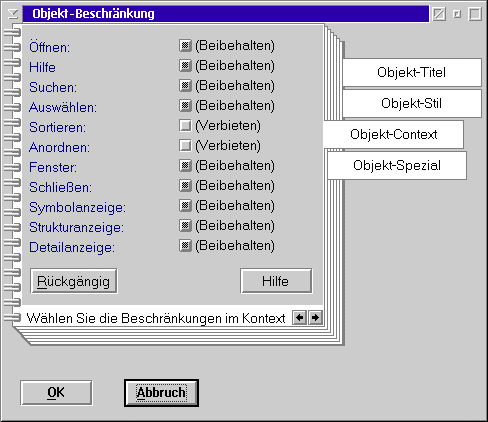 Objekt-Beschränkung
Öffnen: (Beibehalten)
Hilfe (Beibehalten)
Suchen: (Beibehalten)
Auswählen: (Beibehalten)
Sortieren: (Verbieten)
Anordnen: (Verbieten)
Fenster: (Beibehalten)
Schließen: (Beibehalten)
Symbolanzeige: (Beibehalten)
Strukturanzeige: (Beibehalten)
Detailanzeige: (Beibehalten)
Rückgängig Hilfe
Wählen Sie die Beschränkungen im Kontext
Objekt-Titel
Objekt-Stil
Objekt-Context
Objekt-Spezial
OK Abbruch